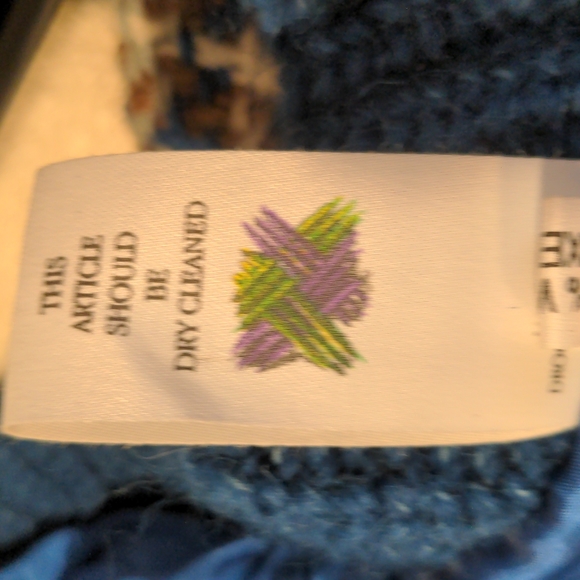 THIS
ARTICLE
SHOULD
BE
DRY CLEANED